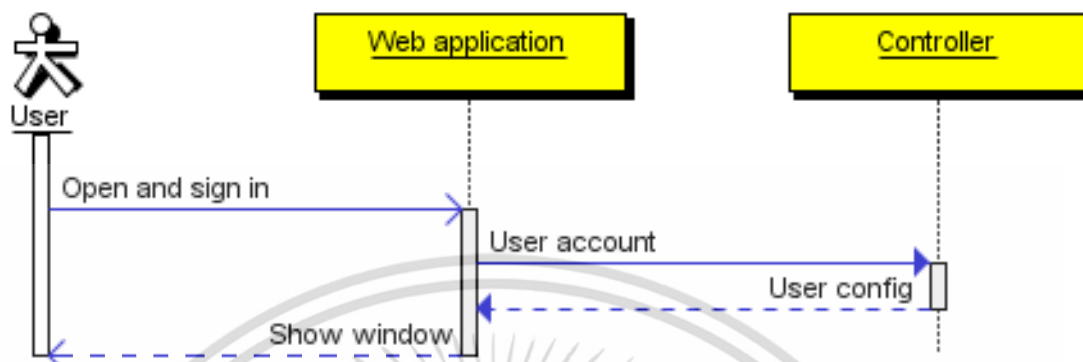 Web application
Controller
User
Open and sign in
User account
User config
Show window